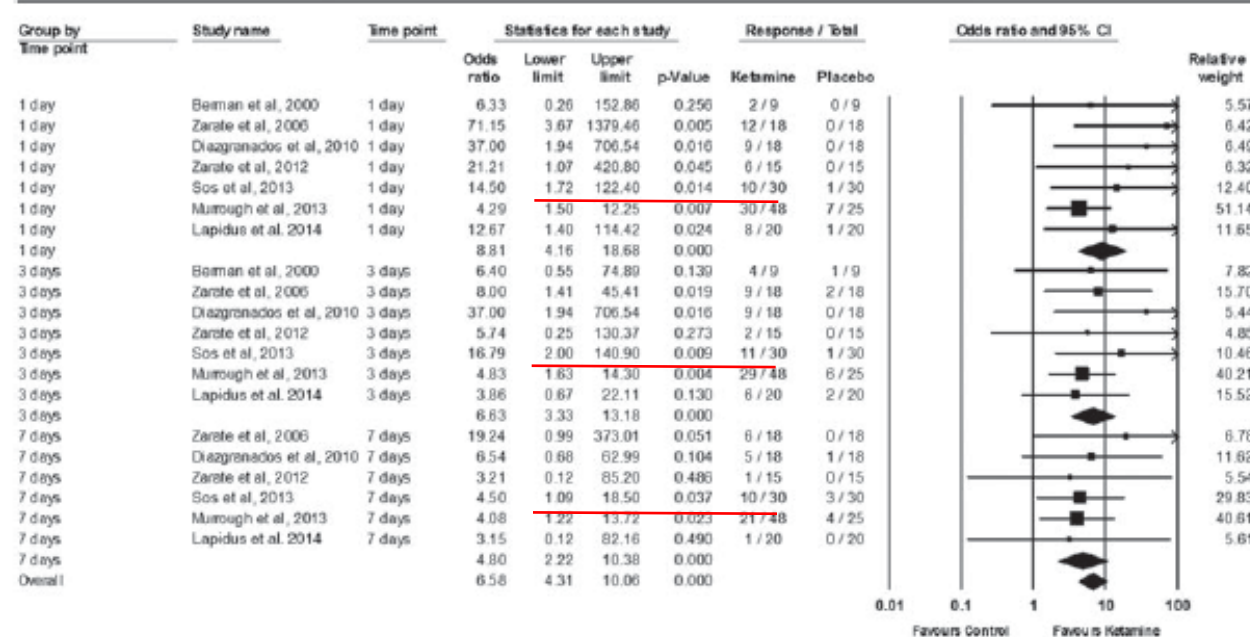 Group by Study name Time point Statistics for each study Response / Total Odds ratio and 95% CI
Time point
Odds ratio Lower limit Upper limit p-Value Ketamine Placebo Relative weight
1 day Berman et al, 2000 1 day 6.33 0.26 152.86 0.256 2 / 9 0 / 9 5.57
1 day Zarate et al, 2006 1 day 71.15 3.67 1379.46 0.005 12 / 18 0 / 18 6.42
1 day Diazgranados et al, 2010 1 day 37.00 1.94 706.54 0.016 9 / 18 0 / 18 6.49
1 day Zarate et al, 2012 1 day 21.21 1.07 420.80 0.045 6 / 15 0 / 15 6.32
1 day Sos et al, 2013 1 day 14.50 1.72 122.40 0.014 10 / 30 1 / 30 12.40
1 day Murrough et al, 2013 1 day 4.29 1.50 12.25 0.007 30 / 48 7 / 25 51.14
1 day Lapidus et al. 2014 1 day 12.67 1.40 114.42 0.024 8 / 20 1 / 20 11.65
1 day 8.81 4.16 18.68 0.000
3 days Berman et al, 2000 3 days 6.40 0.55 74.89 0.139 4 / 9 1 / 9 7.82
3 days Zarate et al, 2006 3 days 8.00 1.41 45.41 0.019 9 / 18 2 / 18 15.70
3 days Diazgranados et al, 2010 3 days 37.00 1.94 706.54 0.016 9 / 18 0 / 18 5.44
3 days Zarate et al, 2012 3 days 5.74 0.25 130.37 0.273 2 / 15 0 / 15 4.85
3 days Sos et al, 2013 3 days 16.79 2.00 140.90 0.009 11 / 30 1 / 30 10.46
3 days Murrough et al, 2013 3 days 4.83 1.63 14.30 0.004 29 / 48 6 / 25 40.21
3 days Lapidus et al. 2014 3 days 3.86 0.67 22.11 0.130 6 / 20 2 / 20 15.52
3 days 6.63 3.33 13.18 0.000
7 days Zarate et al, 2006 7 days 19.24 0.99 373.01 0.051 6 / 18 0 / 18 6.78
7 days Diazgranados et al, 2010 7 days 6.54 0.68 62.99 0.104 5 / 18 1 / 18 11.62
7 days Zarate et al, 2012 7 days 3.21 0.12 85.20 0.486 1 / 15 0 / 15 5.54
7 days Sos et al, 2013 7 days 4.50 1.09 18.50 0.037 10 / 30 3 / 30 29.83
7 days Murrough et al, 2013 7 days 4.08 1.22 13.72 0.023 21 / 48 4 / 25 40.61
7 days Lapidus et al. 2014 7 days 3.15 0.12 82.16 0.490 1 / 20 0 / 20 5.61
7 days 4.80 2.22 10.38 0.000
Overall 6.58 4.31 10.06 0.000
0.01 0.1 1 10 100
Favours Control Favours Ketamine